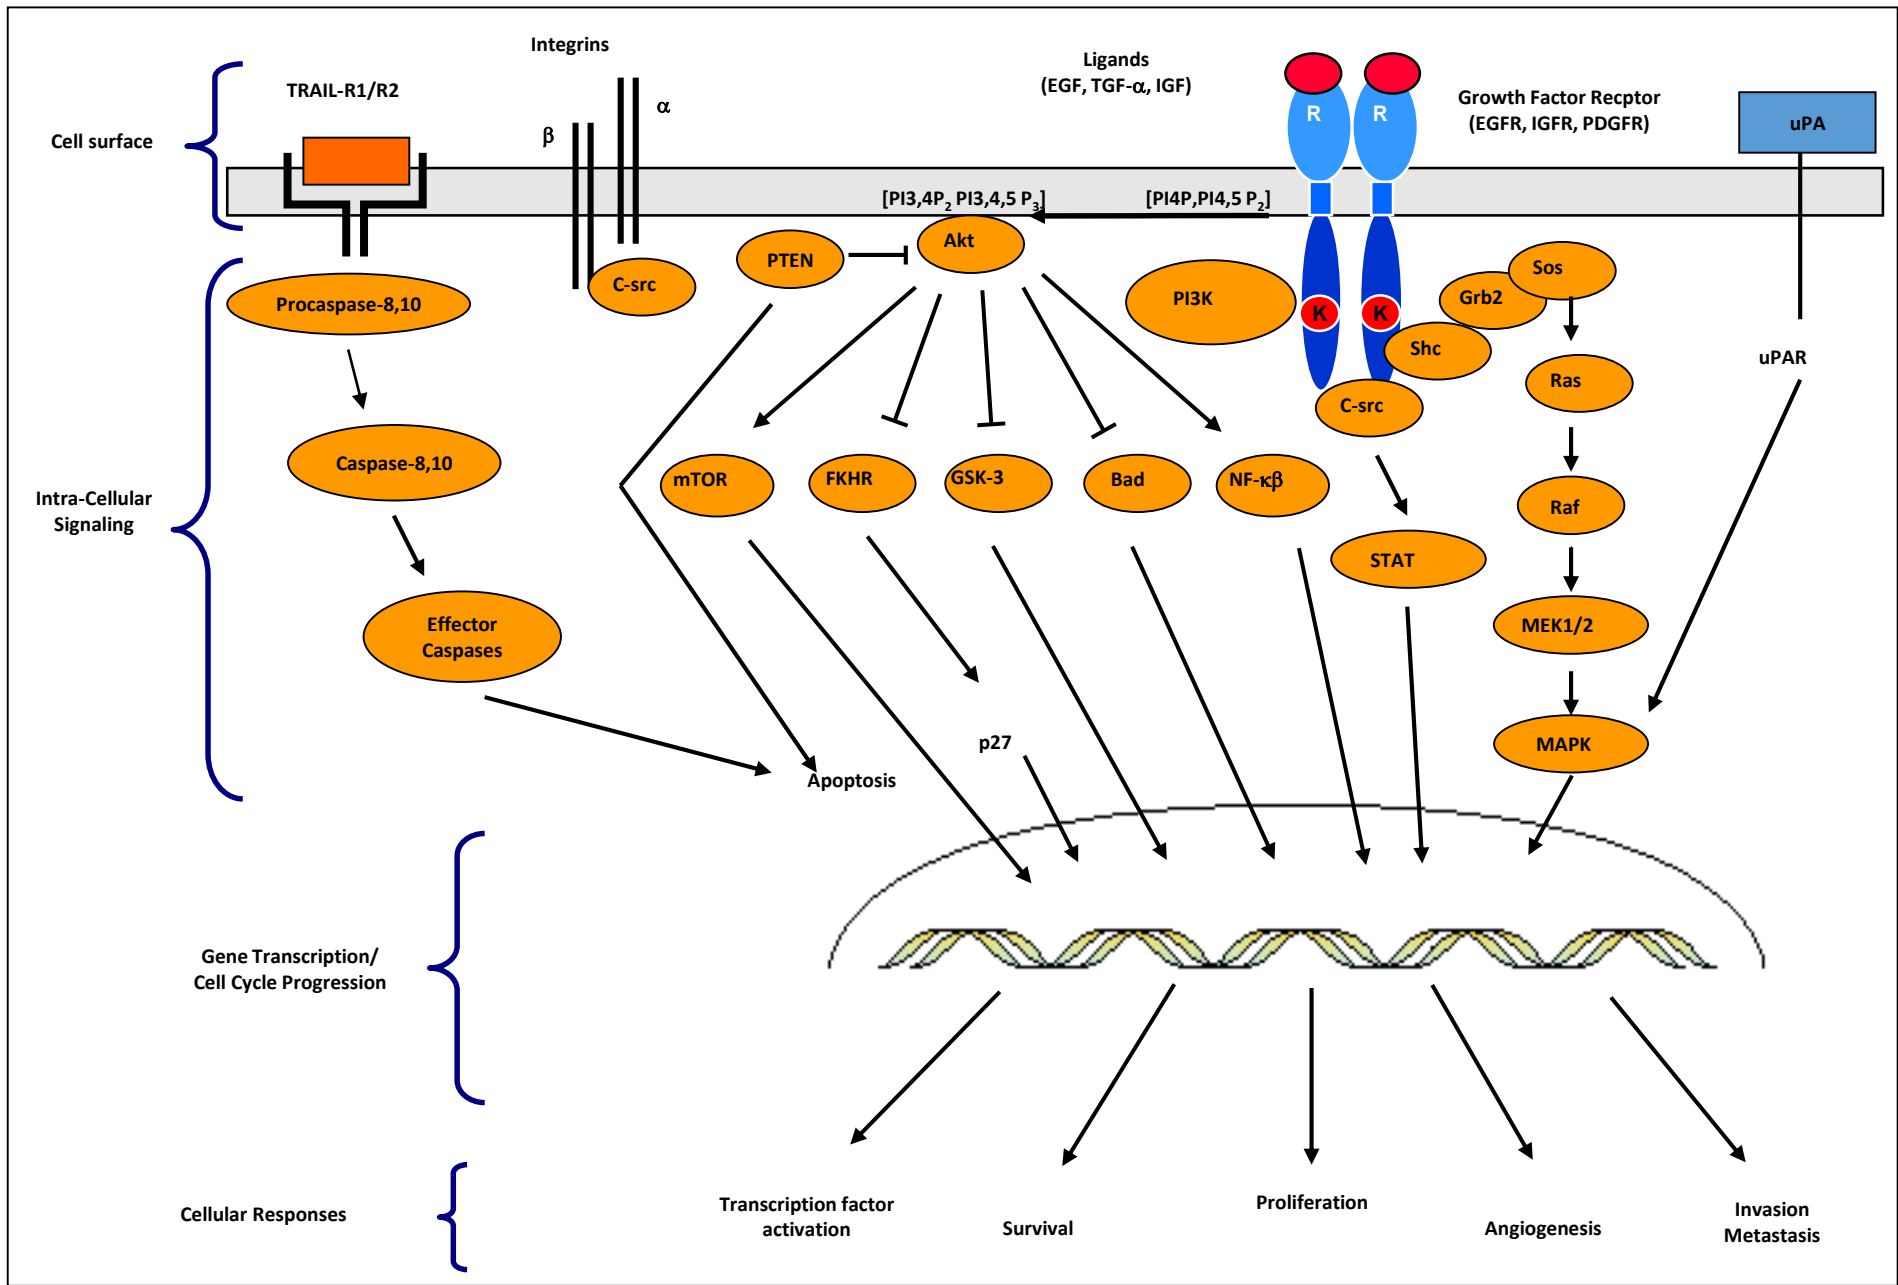 Integrins
Ligands
(EGF, TGF-α, IGF)
TRAIL-R1/R2
α
β
Growth Factor Recptor
(EGFR, IGFR, PDGFR)
R
R
uPA
Cell surface
[PI3,4P2 PI3,4,5 P3]
[PI4P,PI4,5 P2]
Akt
PTEN
C-src
PI3K
Sos
Grb2
Procaspase-8,10
K
K
Shc
uPAR
Ras
C-src
Caspase-8,10
mTOR
FKHR
GSK-3
Bad
NF-κβ
Raf
Intra-Cellular
Signaling
STAT
Effector
Caspases
MEK1/2
p27
MAPK
Apoptosis
Gene Transcription/
Cell Cycle Progression
Cellular Responses
Transcription factor
activation
Survival
Proliferation
Angiogenesis
Invasion
Metastasis